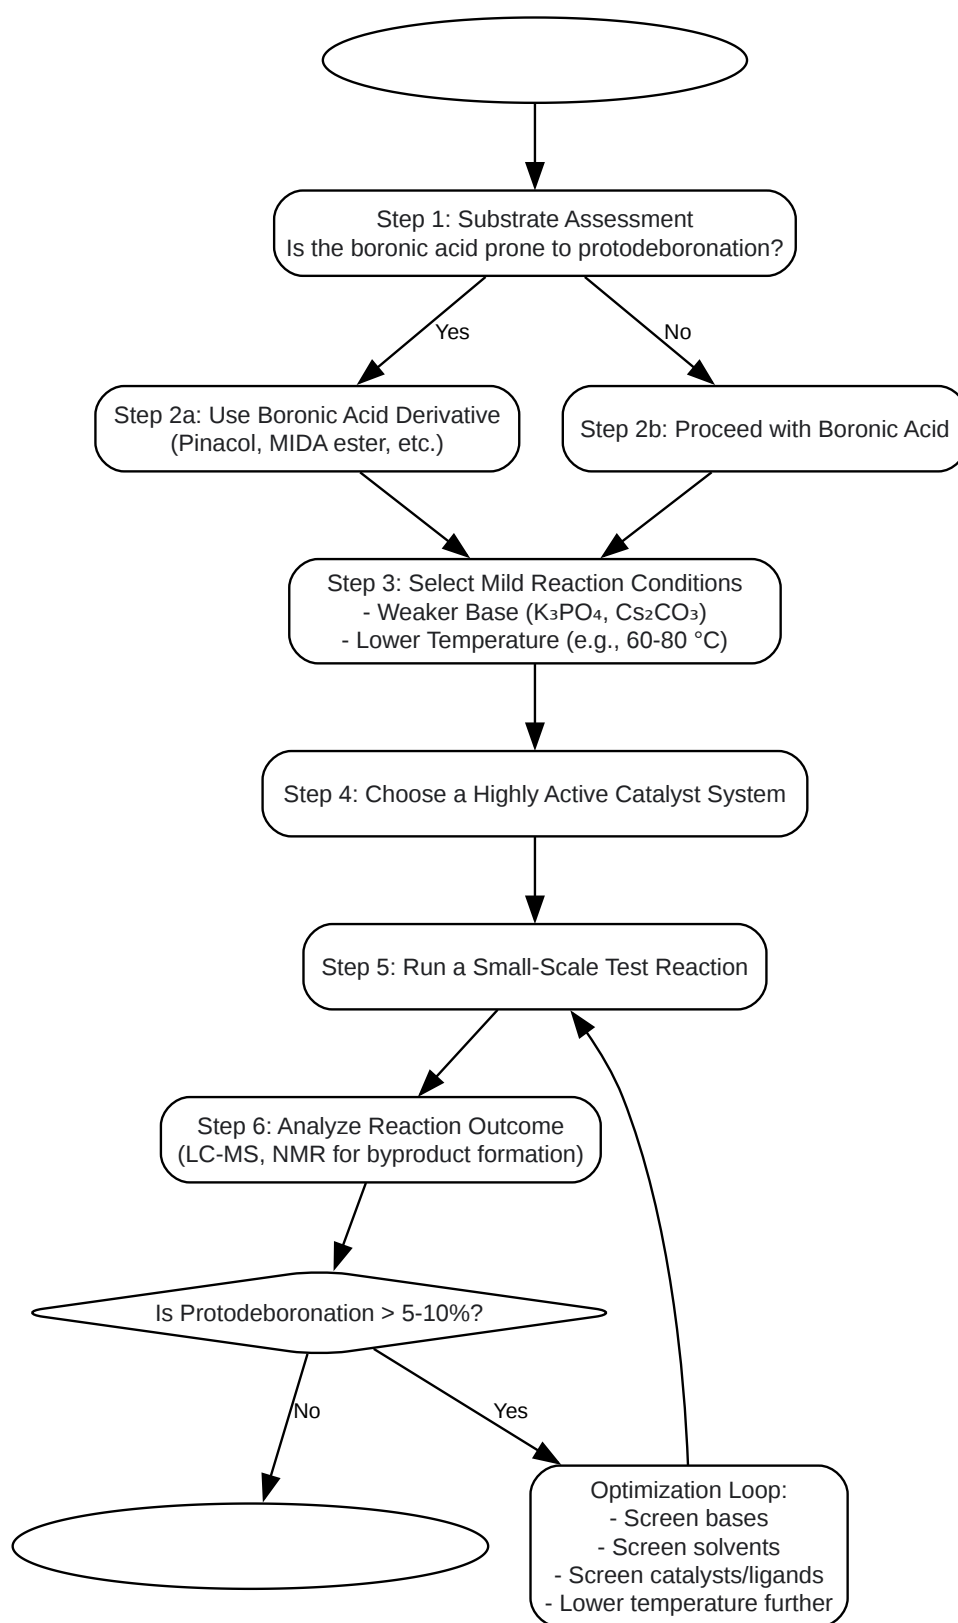 Step 1: Substrate Assessment
Is the boronic acid prone to protodeboronation?
Yes
No
Step 2a: Use Boronic Acid Derivative
(Pinacol, MIDA ester, etc.)
Step 2b: Proceed with Boronic Acid
Step 3: Select Mild Reaction Conditions
- Weaker Base (K₃PO₄, Cs₂CO₃)
- Lower Temperature (e.g., 60-80 °C)
Step 4: Choose a Highly Active Catalyst System
Step 5: Run a Small-Scale Test Reaction
Step 6: Analyze Reaction Outcome
(LC-MS, NMR for byproduct formation)
Is Protodeboronation > 5-10%?
No
Yes
Optimization Loop:
- Screen bases
- Screen solvents
- Screen catalysts/ligands
- Lower temperature further